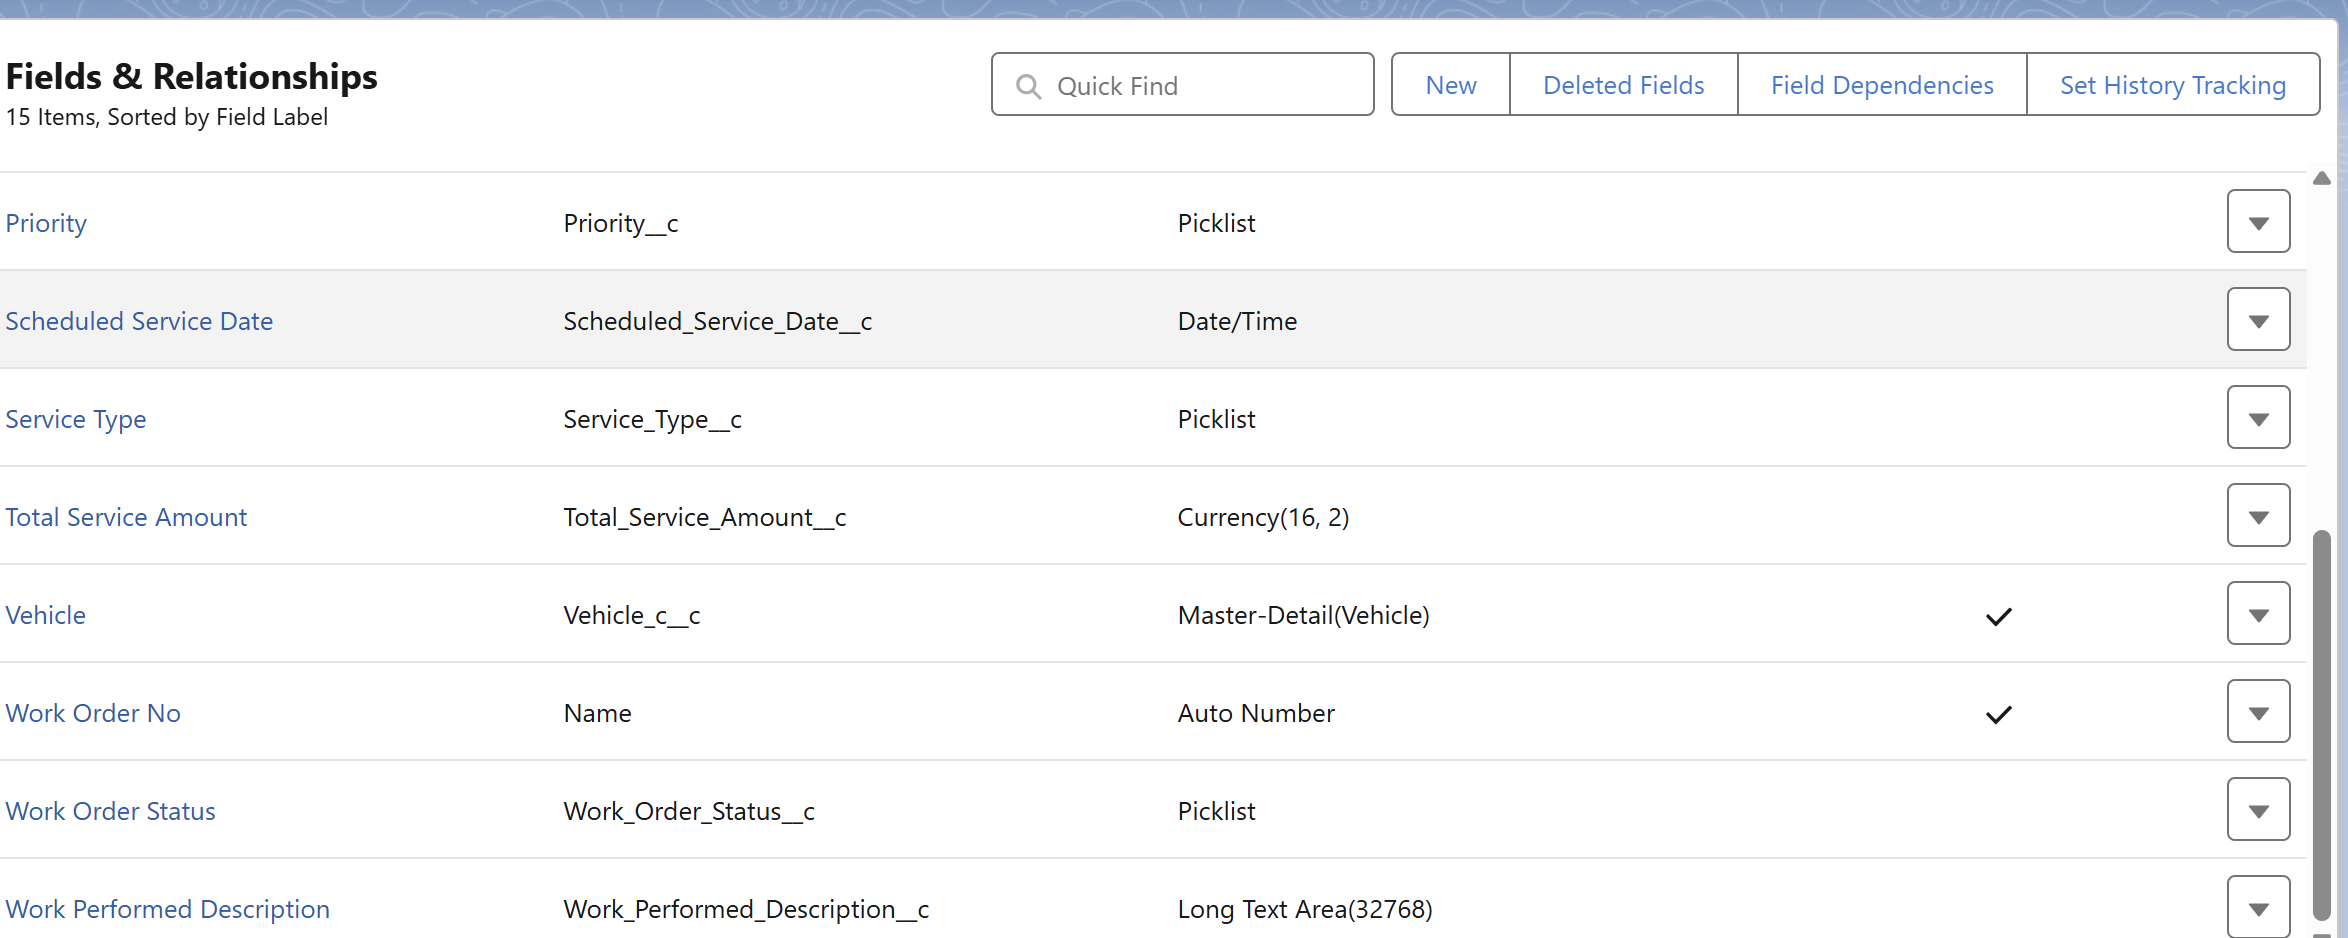 Fields & Relationships
15 Items, Sorted by Field Label
Quick Find
New
Deleted Fields
Field Dependencies
Set History Tracking
Priority Priority__c Picklist
Scheduled Service Date Scheduled_Service_Date__c Date/Time
Service Type Service_Type__c Picklist
Total Service Amount Total_Service_Amount__c Currency(16, 2)
Vehicle Vehicle_c__c Master-Detail(Vehicle)
Work Order No Name Auto Number
Work Order Status Work_Order_Status__c Picklist
Work Performed Description Work_Performed_Description__c Long Text Area(32768)